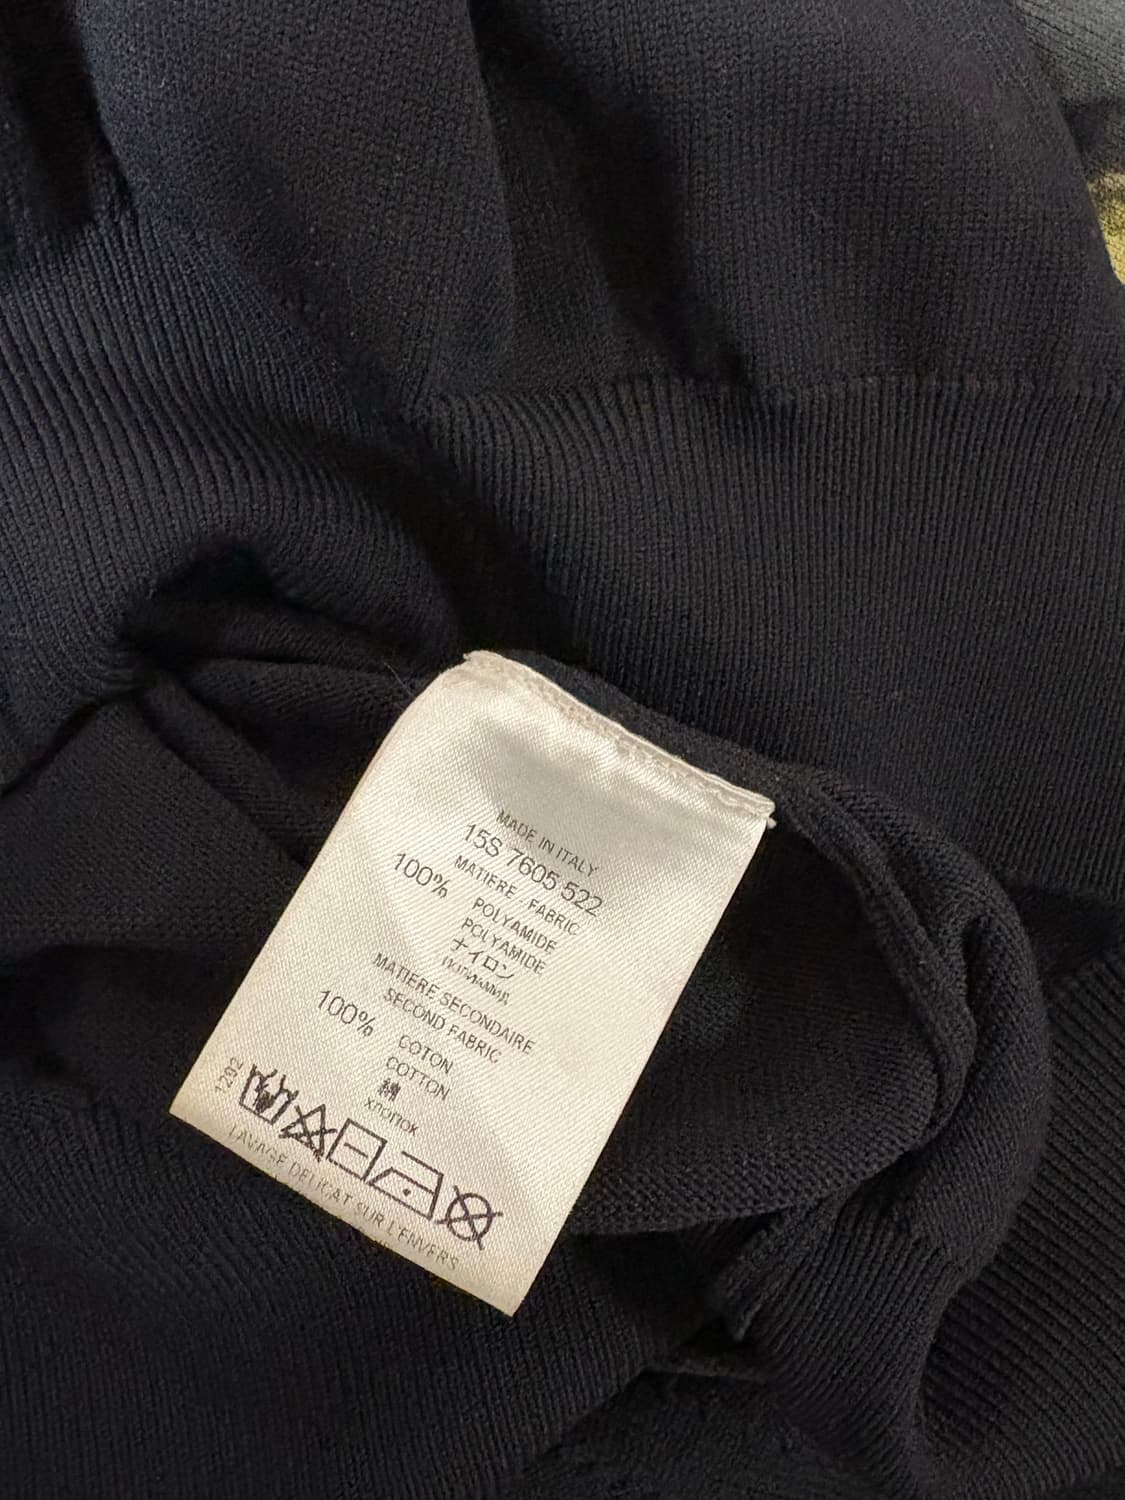 MADE IN ITALY
15S 7605 522
MATIERE FABRIC
100% POLYAMIDE
POLYAMIDE
ナイロン
полиамид
MATIERE SECONDAIRE
SECOND FABRIC
100% COTON
COTTON
綿
хлопок
1292
LAVAGE DELICAT SUR L'ENVERS